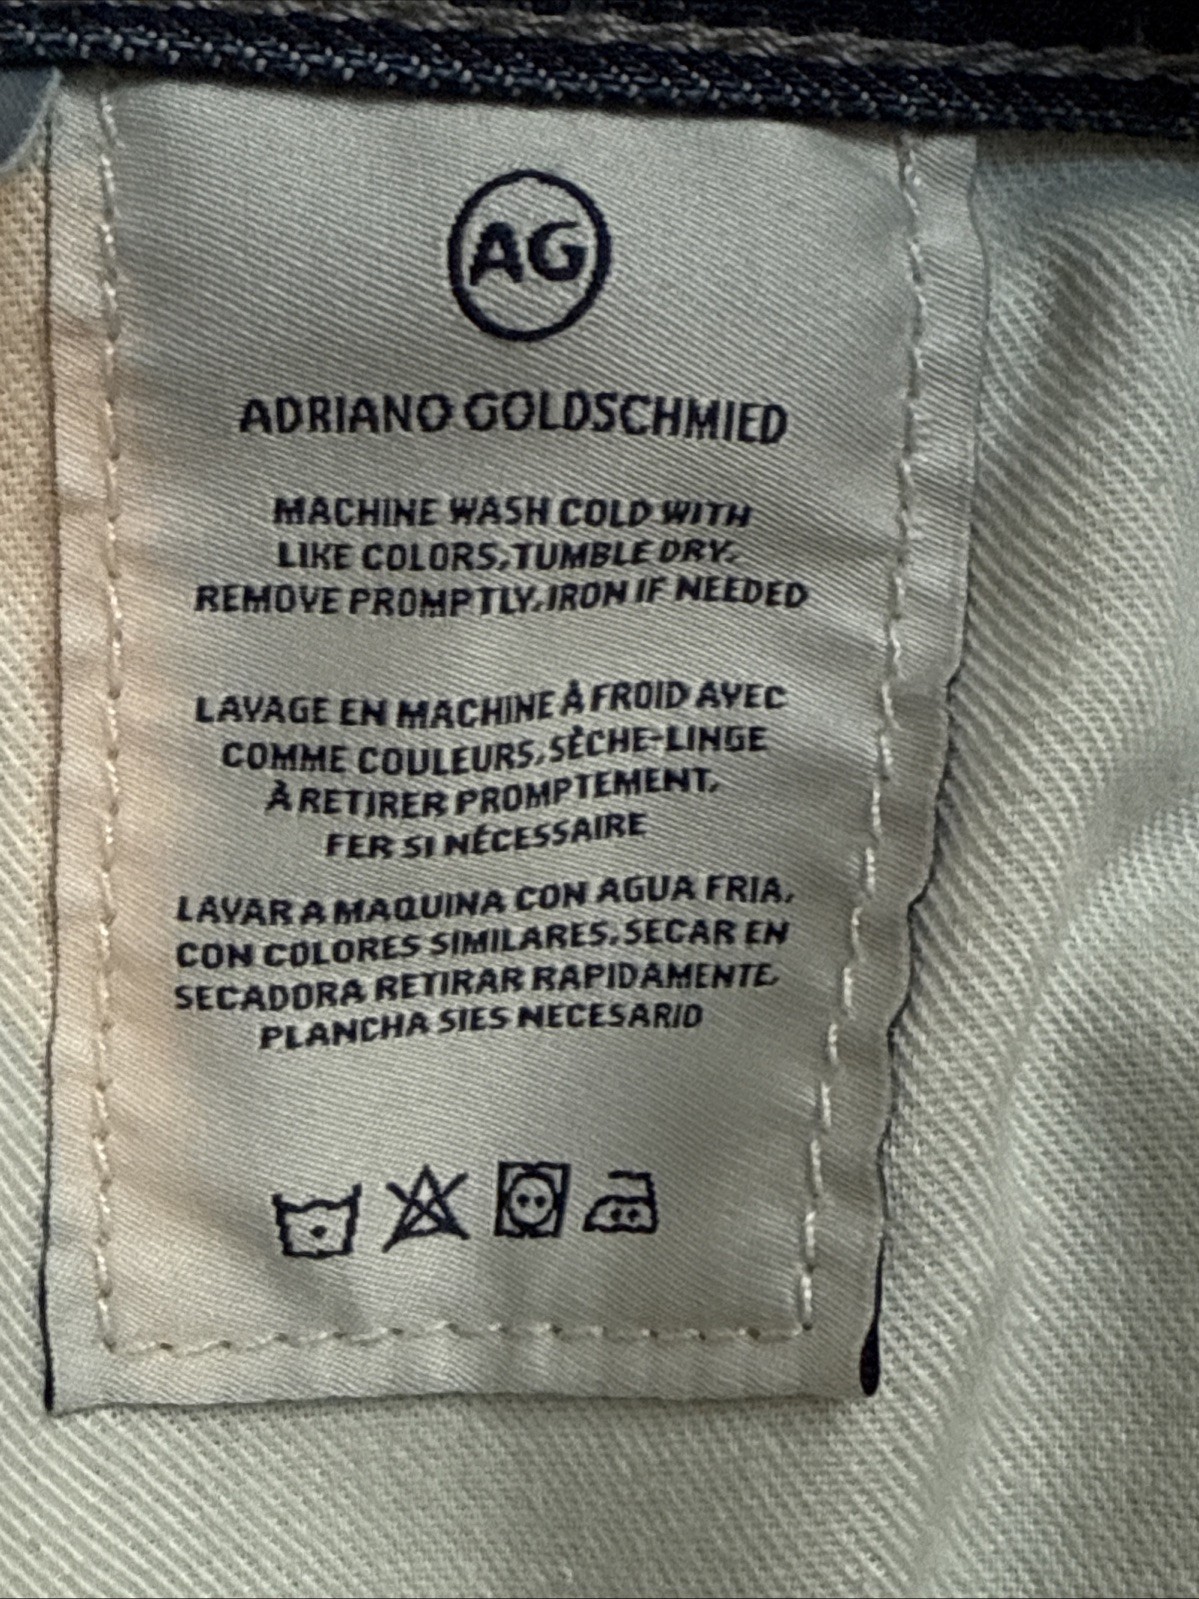 AG
ADRIANO GOLDSCHMIED
MACHINE WASH COLD WITH
LIKE COLORS, TUMBLE DRY,
REMOVE PROMPTLY, IRON IF NEEDED
LAVAGE EN MACHINE À FROID AVEC
COMME COULEURS, SÈCHE-LINGE
À RETIRER PROMPTEMENT,
FER SI NÉCESSAIRE
LAVAR A MAQUINA CON AGUA FRIA,
CON COLORES SIMILARES, SECAR EN
SECADORA RETIRAR RAPIDAMENTE,
PLANCHA SI ES NECESARIO